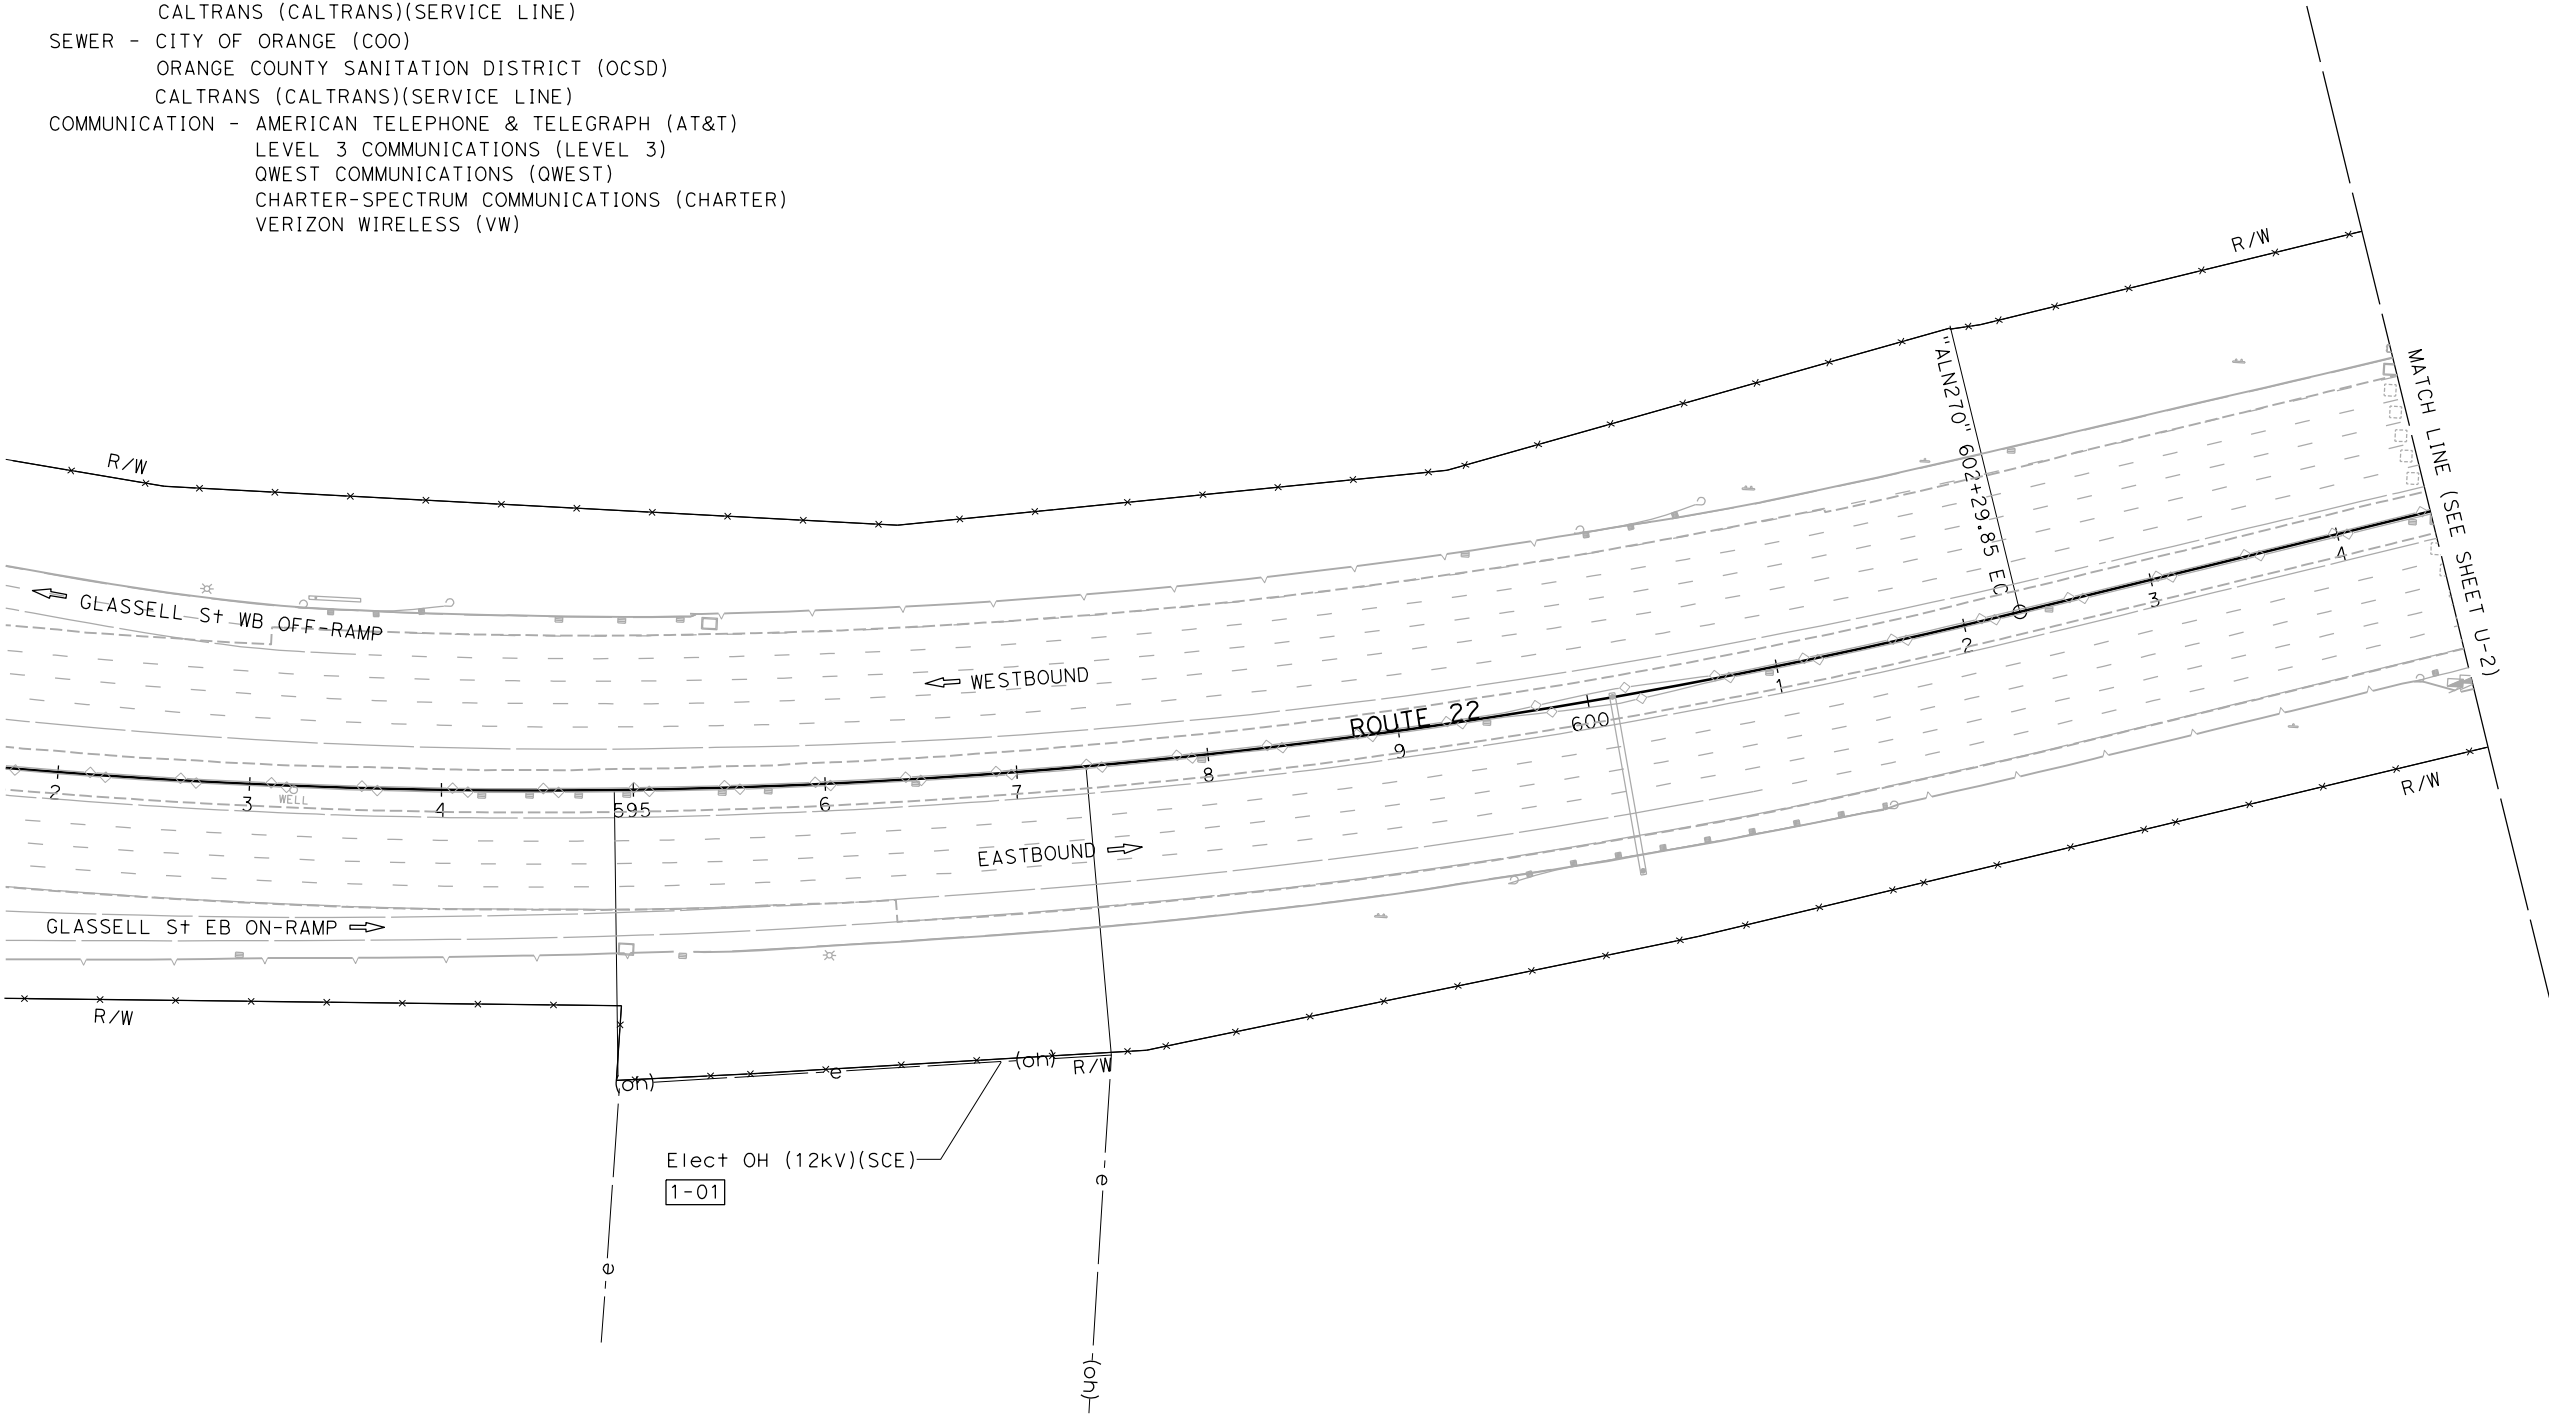 CALTRANS (CALTRANS)(SERVICE LINE)
SEWER - CITY OF ORANGE (COO)
ORANGE COUNTY SANITATION DISTRICT (OCSD)
CALTRANS (CALTRANS)(SERVICE LINE)
COMMUNICATION - AMERICAN TELEPHONE & TELEGRAPH (AT&T)
LEVEL 3 COMMUNICATIONS (LEVEL 3)
QWEST COMMUNICATIONS (QWEST)
CHARTER-SPECTRUM COMMUNICATIONS (CHARTER)
VERIZON WIRELESS (VW)
R/W
R/W
"ALN270" 602+29.85 EC
MATCH LINE (SEE SHEET U-2)
GLASSELL St WB OFF-RAMP
WESTBOUND
ROUTE 22
2
3
WELL
4
595
6
7
8
9
600
1
2
3
4
EASTBOUND
GLASSELL St EB ON-RAMP
R/W
R/W
(oh)
e
(oh)
R/W
Elect OH (12kV)(SCE)
1-01
e
e
(oh)